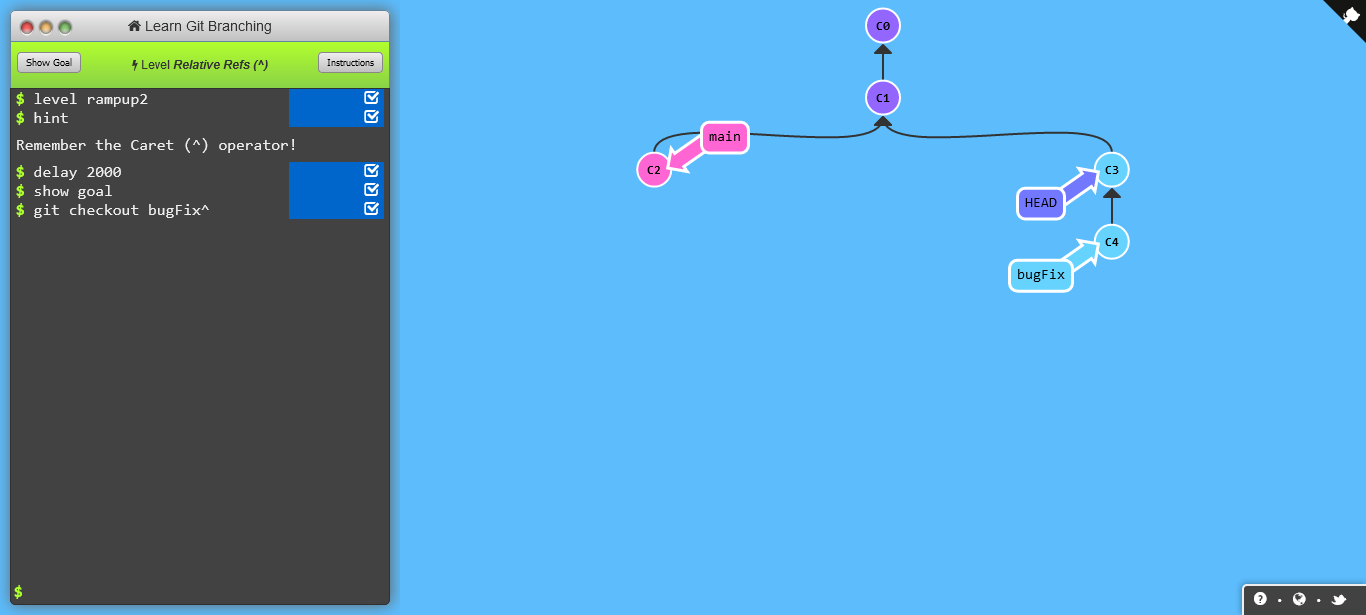 Learn Git Branching
Show Goal
Level Relative Refs (^)
Instructions
$ level rampup2
$ hint
Remember the Caret (^) operator!
$ delay 2000
$ show goal
$ git checkout bugFix^
$
C0
C1
main
C2
C3
HEAD
C4
bugFix